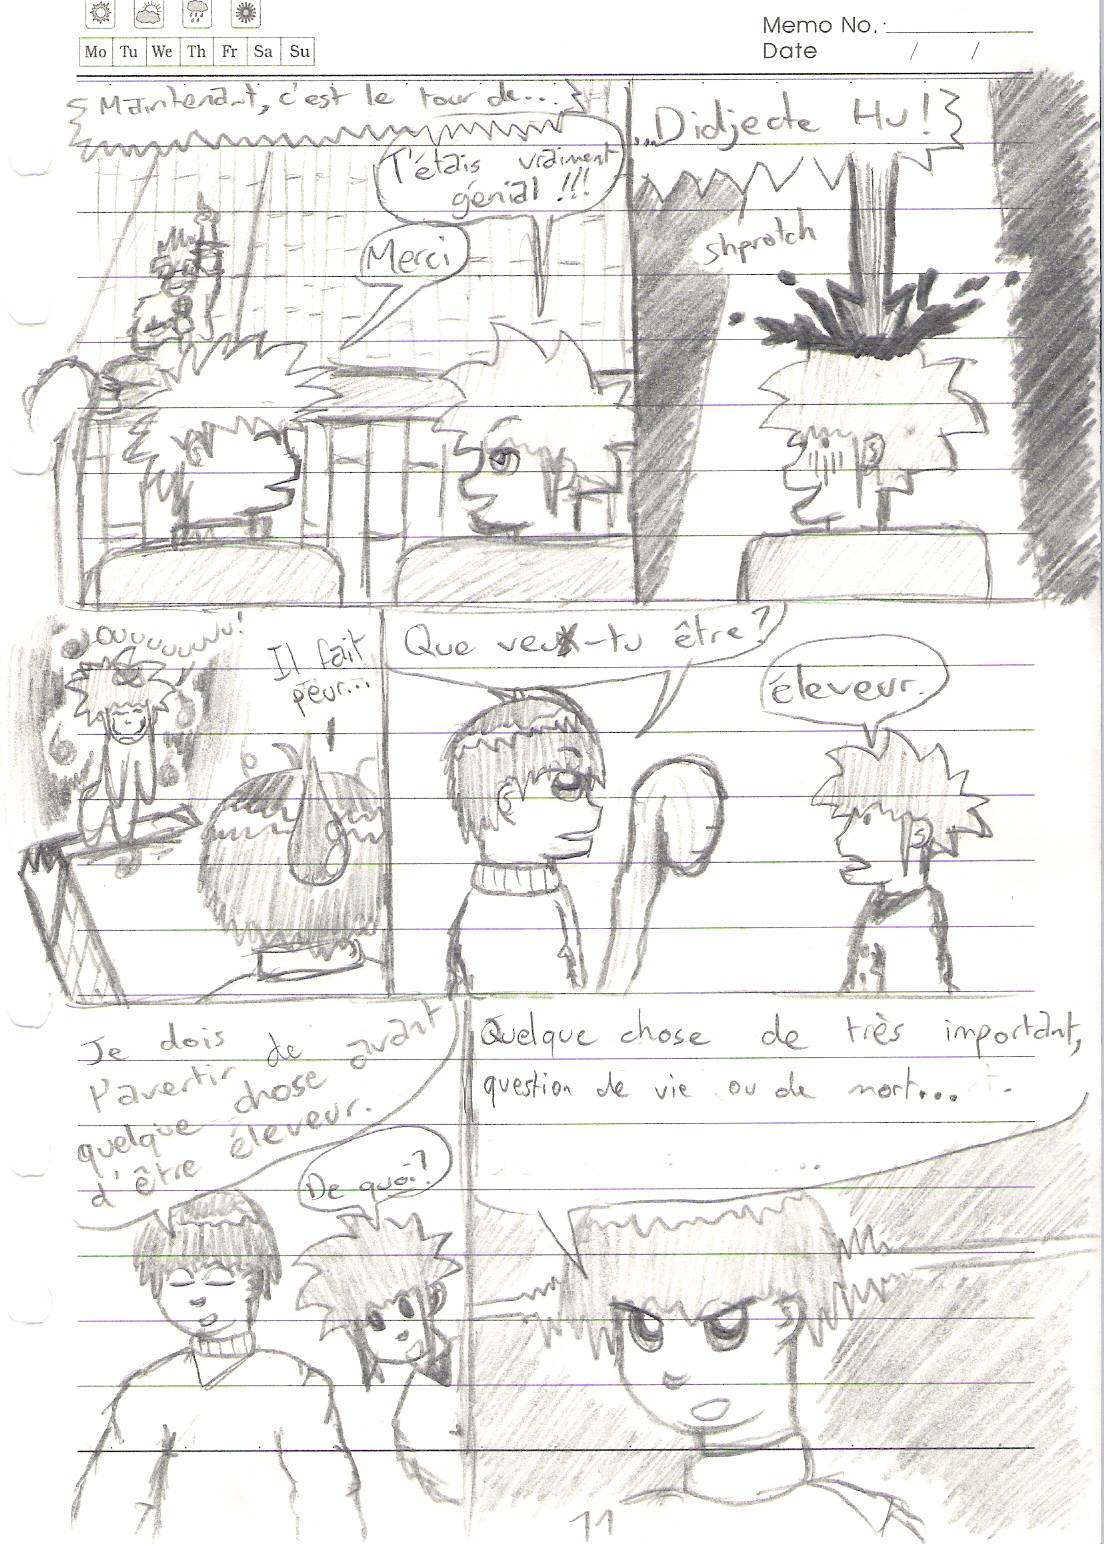 Mo Tu We Th Fr Sa Su
Memo No.:
Date / /
Maintenant, c'est le tour de...
T'étais vraiment
génial !!!
Merci
...Didjecte Hu !
shprotch
ouuuuuuu!
Il fait
peur...
Que veux-tu être?
éleveur.
Je dois de
t'avertir avant
quelque chose
d'être éleveur.
De quoi?
Quelque chose de très important,
question de vie ou de mort...
11